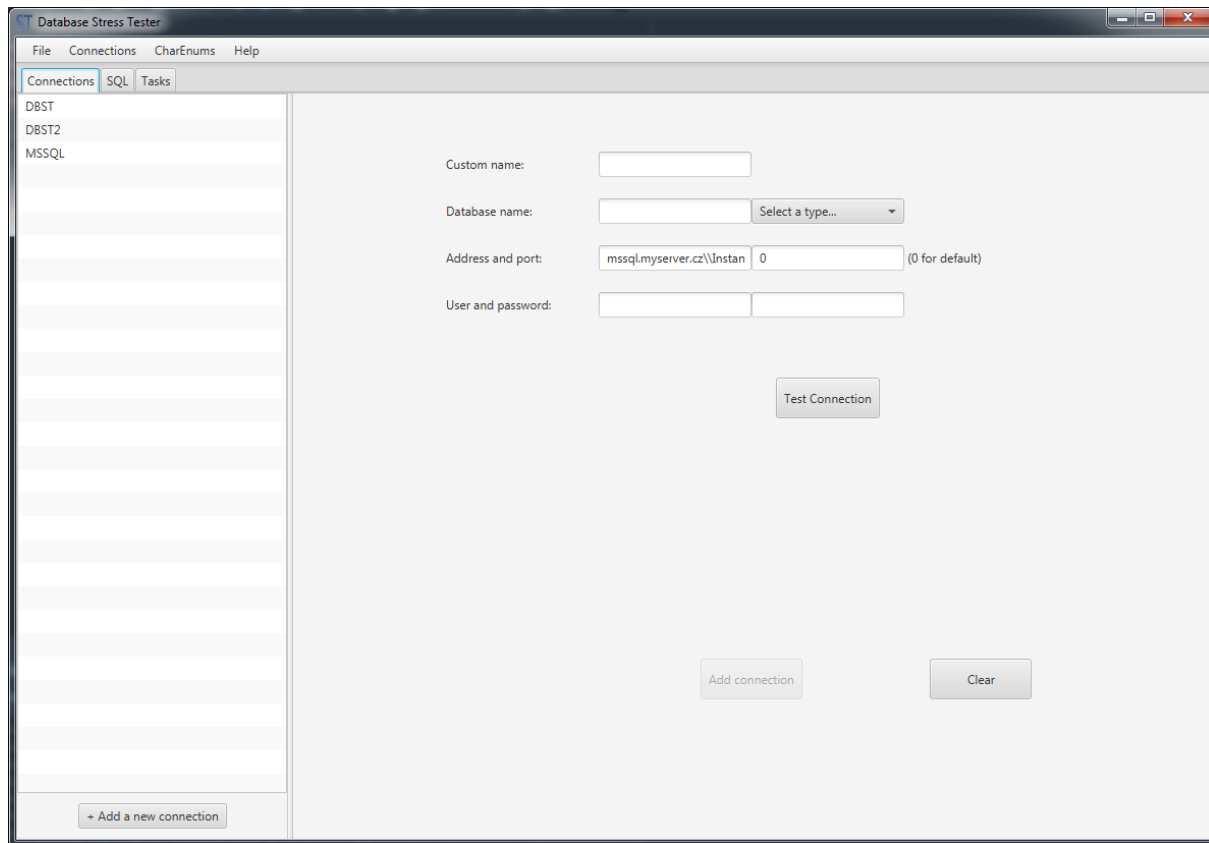 ST Database Stress Tester
File Connections CharEnums Help
Connections SQL Tasks
DBST
DBST2
MSSQL
Custom name:
Database name: Select a type...
Address and port: mssql.myserver.cz\\Instan 0 (0 for default)
User and password:
Test Connection
Add connection Clear
+ Add a new connection